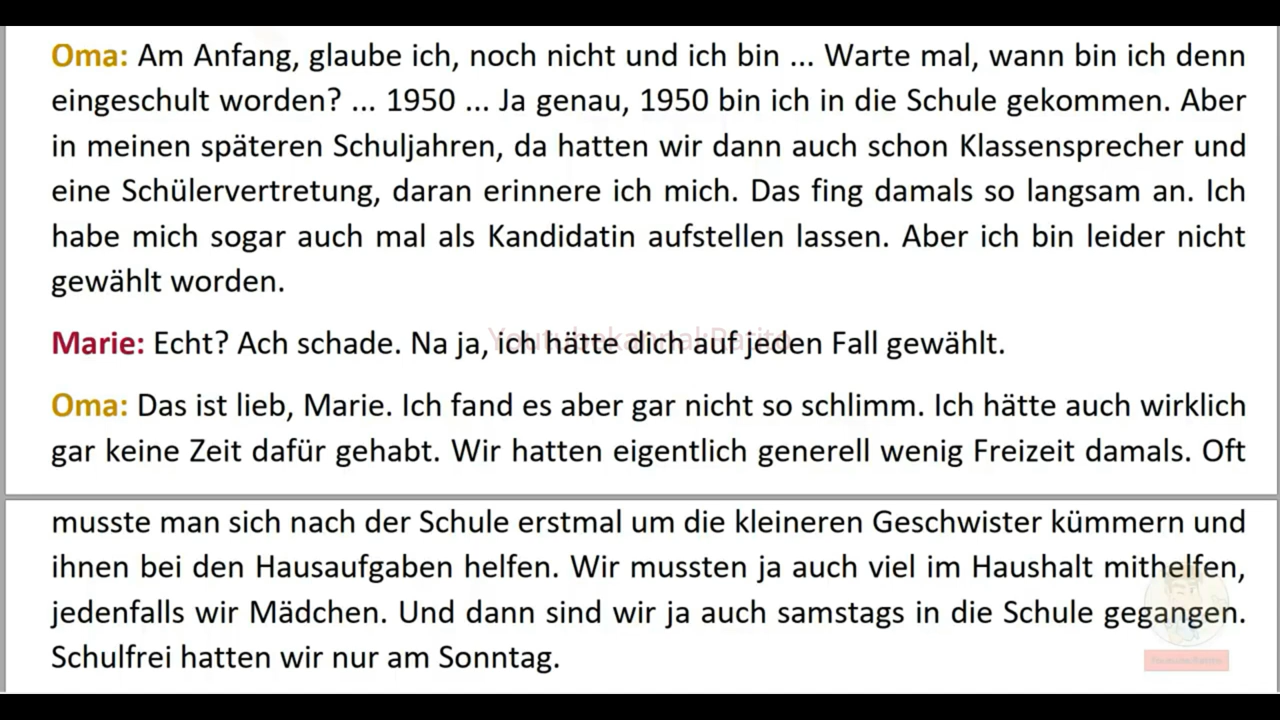 Oma: Am Anfang, glaube ich, noch nicht und ich bin ... Warte mal, wann bin ich denn
eingeschult worden? ... 1950 ... Ja genau, 1950 bin ich in die Schule gekommen. Aber
in meinen späteren Schuljahren, da hatten wir dann auch schon Klassensprecher und
eine Schülervertretung, daran erinnere ich mich. Das fing damals so langsam an. Ich
habe mich sogar auch mal als Kandidatin aufstellen lassen. Aber ich bin leider nicht
gewählt worden.
Marie: Echt? Ach schade. Na ja, ich hätte dich auf jeden Fall gewählt.
Oma: Das ist lieb, Marie. Ich fand es aber gar nicht so schlimm. Ich hätte auch wirklich
gar keine Zeit dafür gehabt. Wir hatten eigentlich generell wenig Freizeit damals. Oft
musste man sich nach der Schule erstmal um die kleineren Geschwister kümmern und
ihnen bei den Hausaufgaben helfen. Wir mussten ja auch viel im Haushalt mithelfen,
jedenfalls wir Mädchen. Und dann sind wir ja auch samstags in die Schule gegangen.
Schulfrei hatten wir nur am Sonntag.